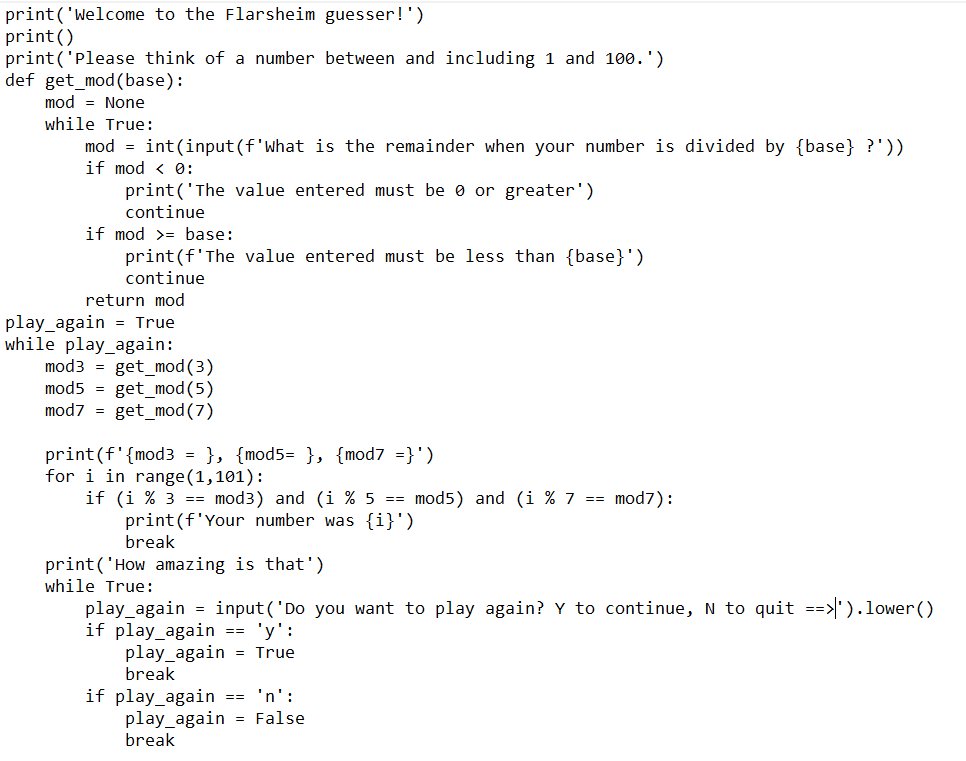 print('Welcome to the Flarsheim guesser!')
print()
print('Please think of a number between and including 1 and 100.')
def get_mod(base):
    mod = None
    while True:
        mod = int(input(f'What is the remainder when your number is divided by {base} ?'))
        if mod < 0:
            print('The value entered must be 0 or greater')
            continue
        if mod >= base:
            print(f'The value entered must be less than {base}')
            continue
        return mod
play_again = True
while play_again:
    mod3 = get_mod(3)
    mod5 = get_mod(5)
    mod7 = get_mod(7)

    print(f'{mod3 = }, {mod5= }, {mod7 =}')
    for i in range(1,101):
        if (i % 3 == mod3) and (i % 5 == mod5) and (i % 7 == mod7):
            print(f'Your number was {i}')
            break
    print('How amazing is that')
    while True:
        play_again = input('Do you want to play again? Y to continue, N to quit ==>').lower()
        if play_again == 'y':
            play_again = True
            break
        if play_again == 'n':
            play_again = False
            break